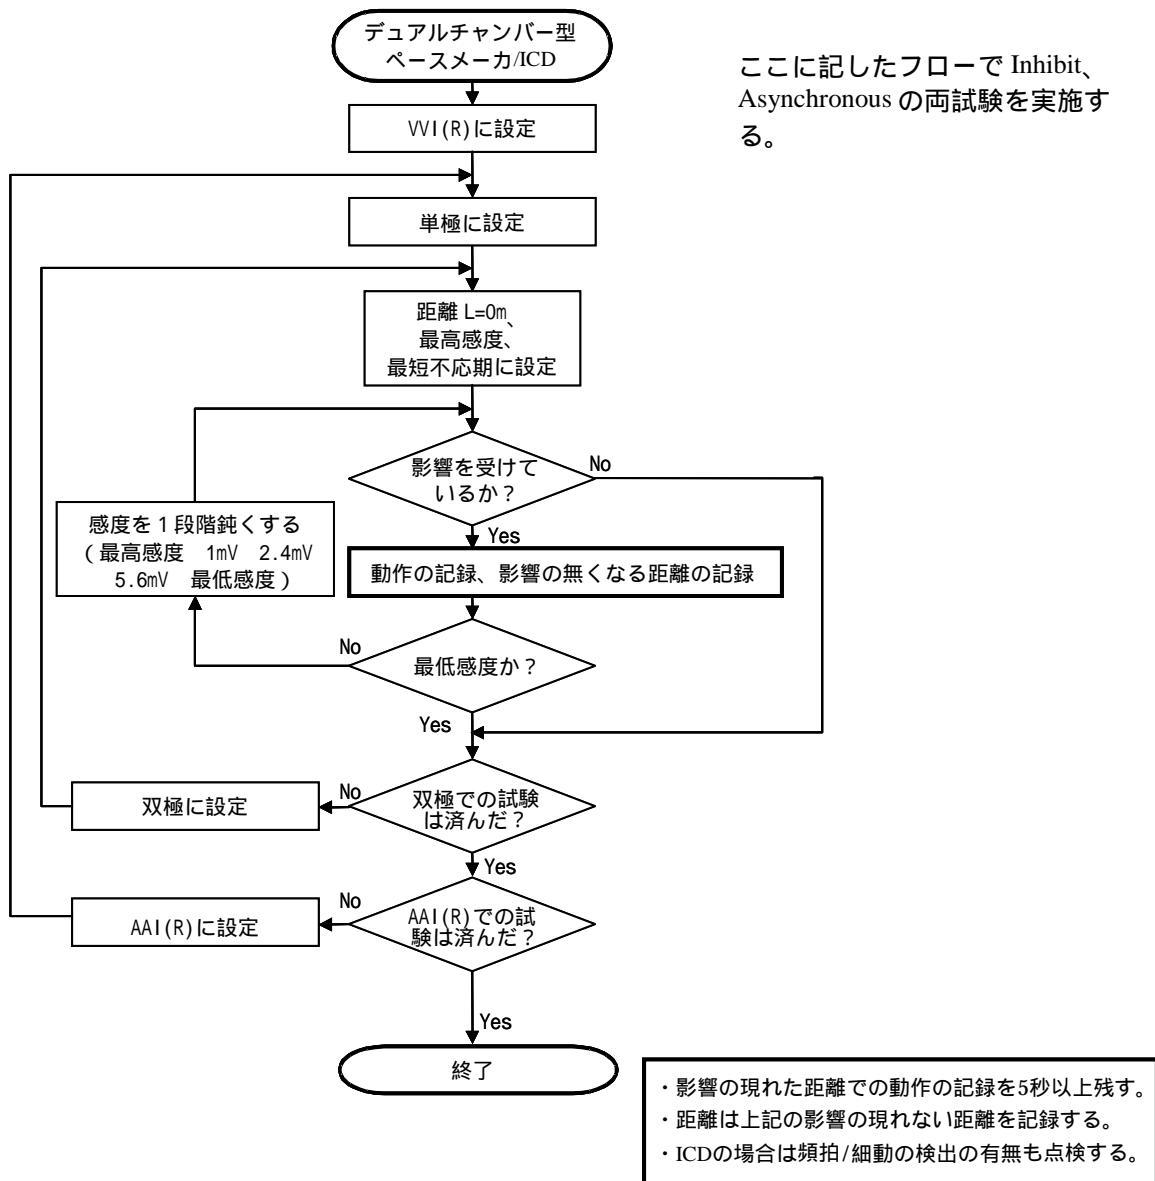 デュアルチャンバー型
ペースメーカ/ICD
ここに記したフローで Inhibit、
Asynchronous の両試験を実施す
る。
VVI(R)に設定
単極に設定
距離 L=0m、
最高感度、
最短不応期に設定
影響を受けて
いるか？
No
Yes
感度を１段階鈍くする
（最高感度　1mV　2.4mV
5.6mV　最低感度）
動作の記録、影響の無くなる距離の記録
No
最低感度か？
Yes
双極に設定
No
双極での試験
は済んだ？
Yes
AAI(R)に設定
No
AAI(R)での試
験は済んだ？
Yes
終了
・影響の現れた距離での動作の記録を5秒以上残す。
・距離は上記の影響の現れない距離を記録する。
・ICDの場合は頻拍/細動の検出の有無も点検する。